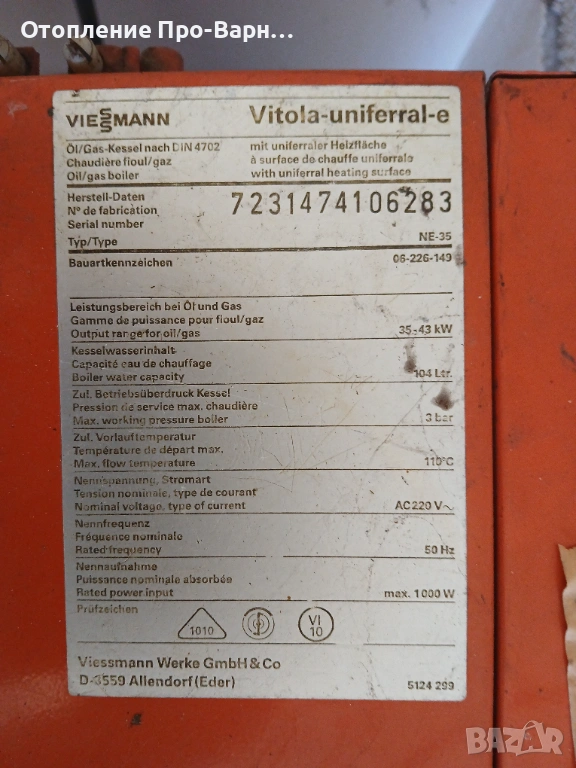 Отопление Про-Варн...
VIESSMANN
Vitola-uniferral-e
Öl/Gas-Kessel nach DIN 4702
Chaudière fioul/gaz
Oil/gas boiler
mit uniferraler Heizfläche
à surface de chauffe uniferrale
with uniferral heating surface
Herstell-Daten
N° de fabrication
Serial number
7231474106283
Typ/Type
NE-35
Bauartkennzeichen
06-226-149
Leistungsbereich bei Öl und Gas
Gamme de puissance pour fioul/gaz
Output range for oil/gas
35-43 kW
Kesselwasserinhalt
Capacité eau de chauffage
Boiler water capacity
104 Ltr.
Zul. Betriebsüberdruck Kessel
Pression de service max. chaudière
Max. working pressure boiler
3 bar
Zul. Vorlauftemperatur
Température de départ max.
Max. flow temperature
110°C
Nennspannung, Stromart
Tension nominale, type de courant
Nominal voltage, type of current
AC 220 V~
Nennfrequenz
Fréquence nominale
Rated frequency
50 Hz
Nennaufnahme
Puissance nominale absorbée
Rated power input
max. 1000 W
Prüfzeichen
1010
VI
10
Viessmann Werke GmbH & Co
D-3559 Allendorf (Eder)
5124 299
BAZAR